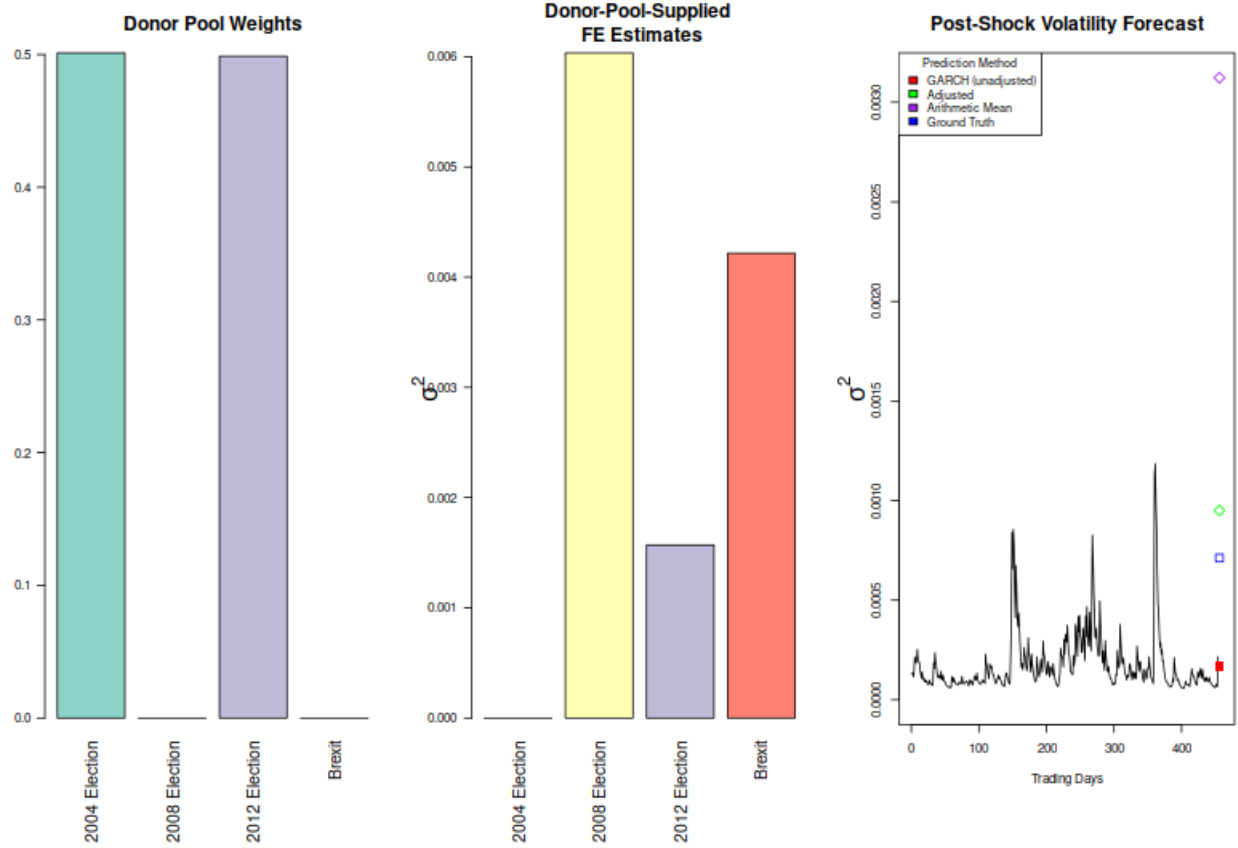 Donor Pool Weights
0.5
0.4
0.3
0.2
0.1
0.0
2004 Election
2008 Election
2012 Election
Brexit
Donor-Pool-Supplied
FE Estimates
σ²
0.006
0.005
0.004
0.003
0.002
0.001
0.000
2004 Election
2008 Election
2012 Election
Brexit
Post-Shock Volatility Forecast
Prediction Method
GARCH (unadjusted)
Adjusted
Arithmetic Mean
Ground Truth
σ²
0.0030
0.0025
0.0020
0.0015
0.0010
0.0005
0.0000
0
100
200
300
400
Trading Days